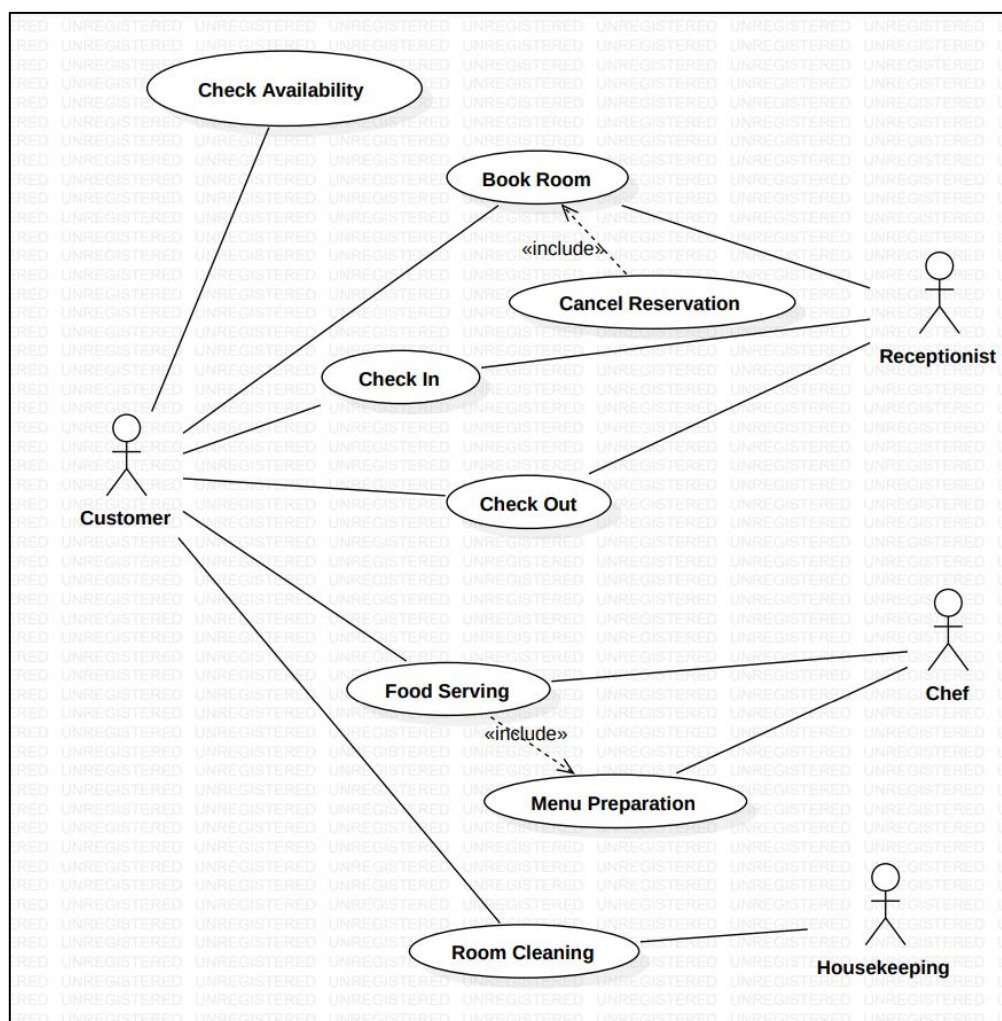 Check Availability
Book Room
«include»
Cancel Reservation
Receptionist
Check In
Customer
Check Out
Food Serving
Chef
«include»
Menu Preparation
Room Cleaning
Housekeeping
UNREGISTERED